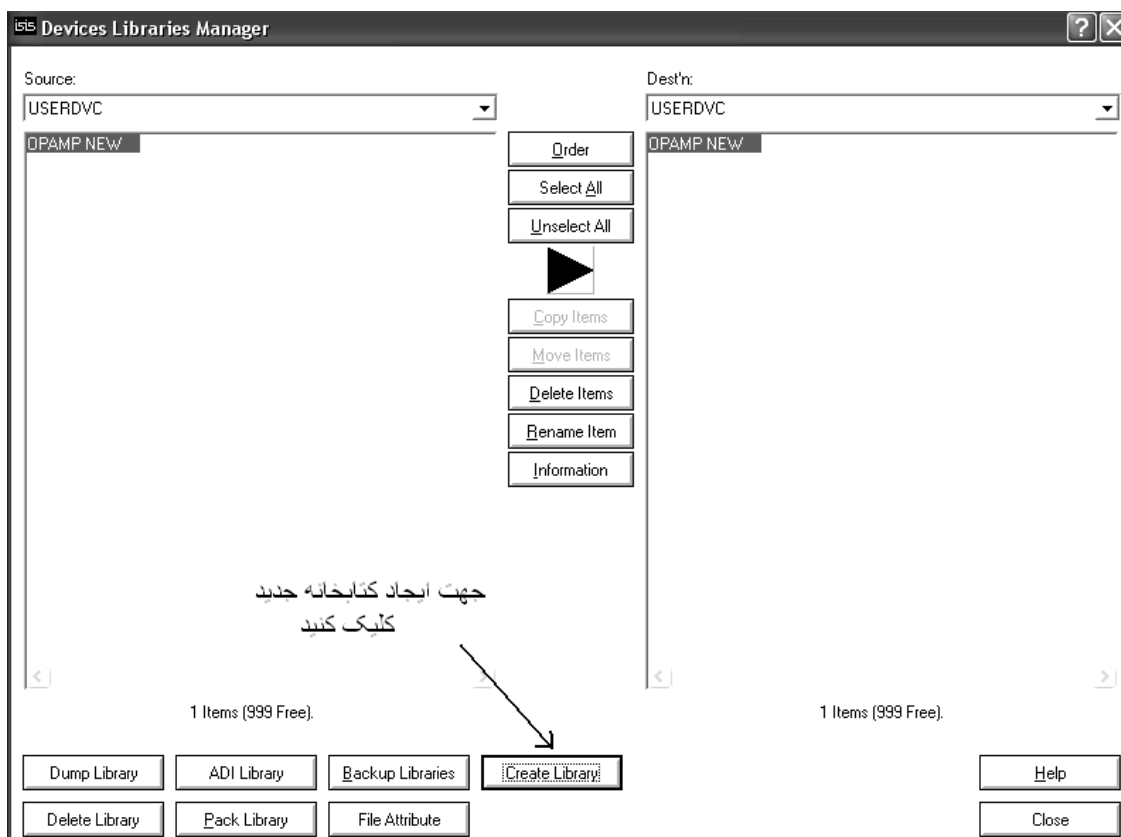 isis Devices Libraries Manager
Source:
Dest'n:
USERDVC
USERDVC
OPAMP NEW
OPAMP NEW
Order
Select All
Unselect All
Copy Items
Move Items
Delete Items
Rename Item
Information
جهت ایجاد کتابخانه جدید
کلیک کنید
1 Items (999 Free).
1 Items (999 Free).
Dump Library
ADI Library
Backup Libraries
Create Library
Help
Delete Library
Pack Library
File Attribute
Close